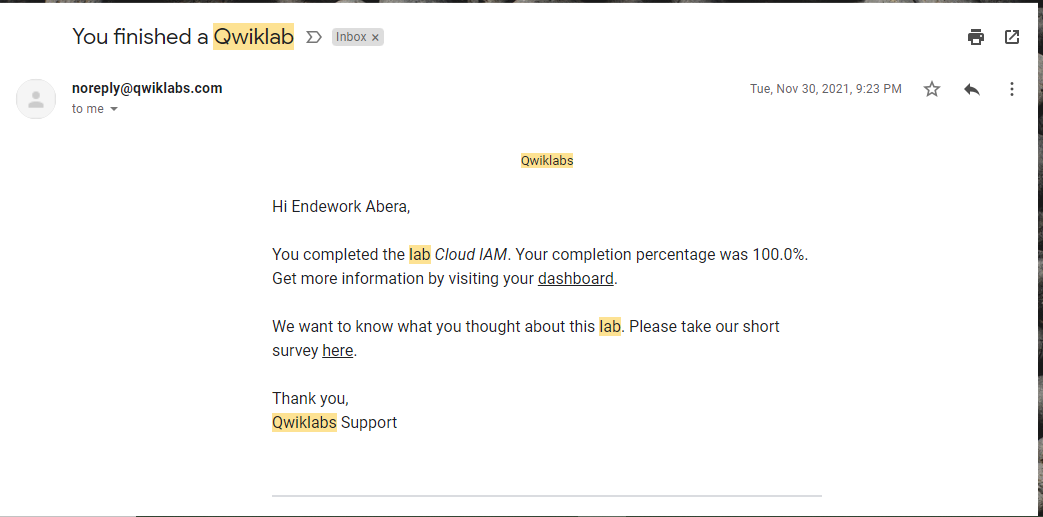 You finished a Qwiklab
Inbox ×
noreply@qwiklabs.com
Tue, Nov 30, 2021, 9:23 PM
to me
Qwiklabs
Hi Endework Abera,
You completed the lab Cloud IAM. Your completion percentage was 100.0%.
Get more information by visiting your dashboard.
We want to know what you thought about this lab. Please take our short
survey here.
Thank you,
Qwiklabs Support